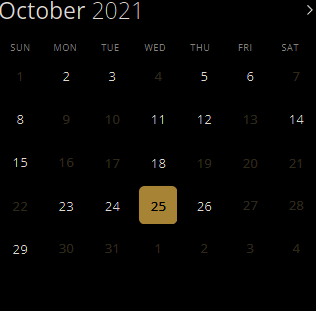 October 2021 >
SUN MON TUE WED THU FRI SAT
1 2 3 4 5 6 7
8 9 10 11 12 13 14
15 16 17 18 19 20 21
22 23 24 25 26 27 28
29 30 31 1 2 3 4